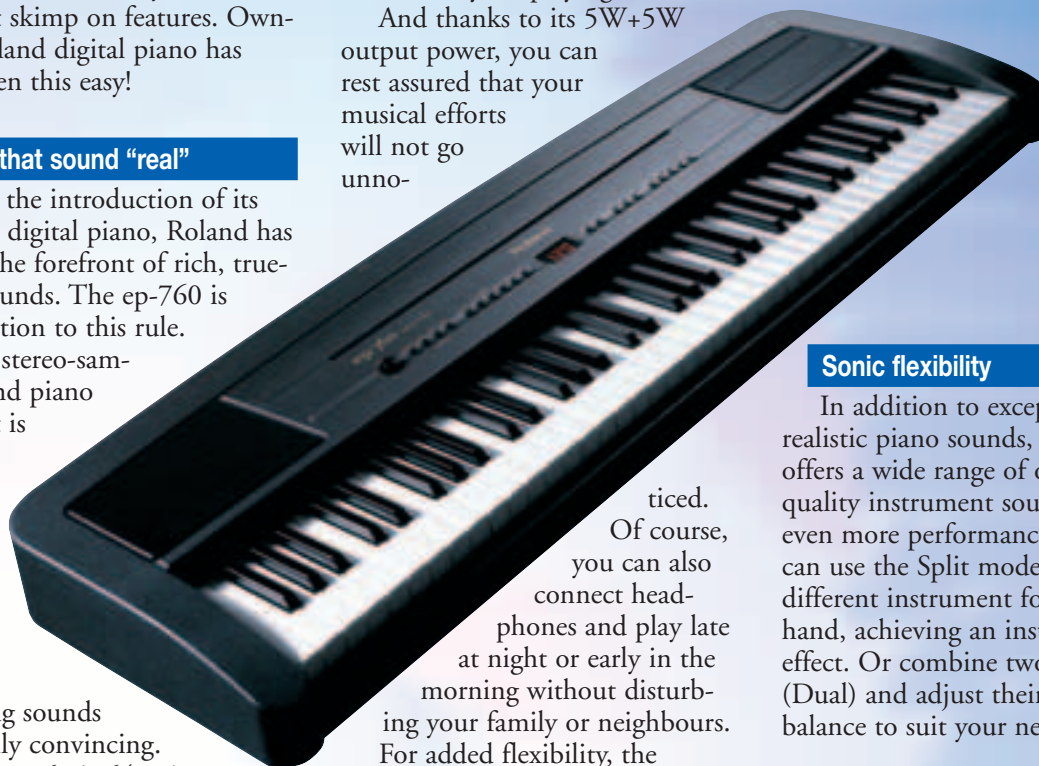 t skimp on features. Own-
land digital piano has
en this easy!
that sound “real”
the introduction of its
digital piano, Roland has
he forefront of rich, true-
unds. The ep-760 is
tion to this rule.
stereo-sam-
nd piano
t is
g sounds
ly convincing.
And thanks to its 5W+5W
output power, you can
rest assured that your
musical efforts
will not go
unno-
ticed.
Of course,
you can also
connect head-
phones and play late
at night or early in the
morning without disturb-
ing your family or neighbours.
For added flexibility, the
Sonic flexibility
In addition to excep
realistic piano sounds,
offers a wide range of
quality instrument sou
even more performanc
can use the Split mode
different instrument fo
hand, achieving an inst
effect. Or combine two
(Dual) and adjust their
balance to suit your ne